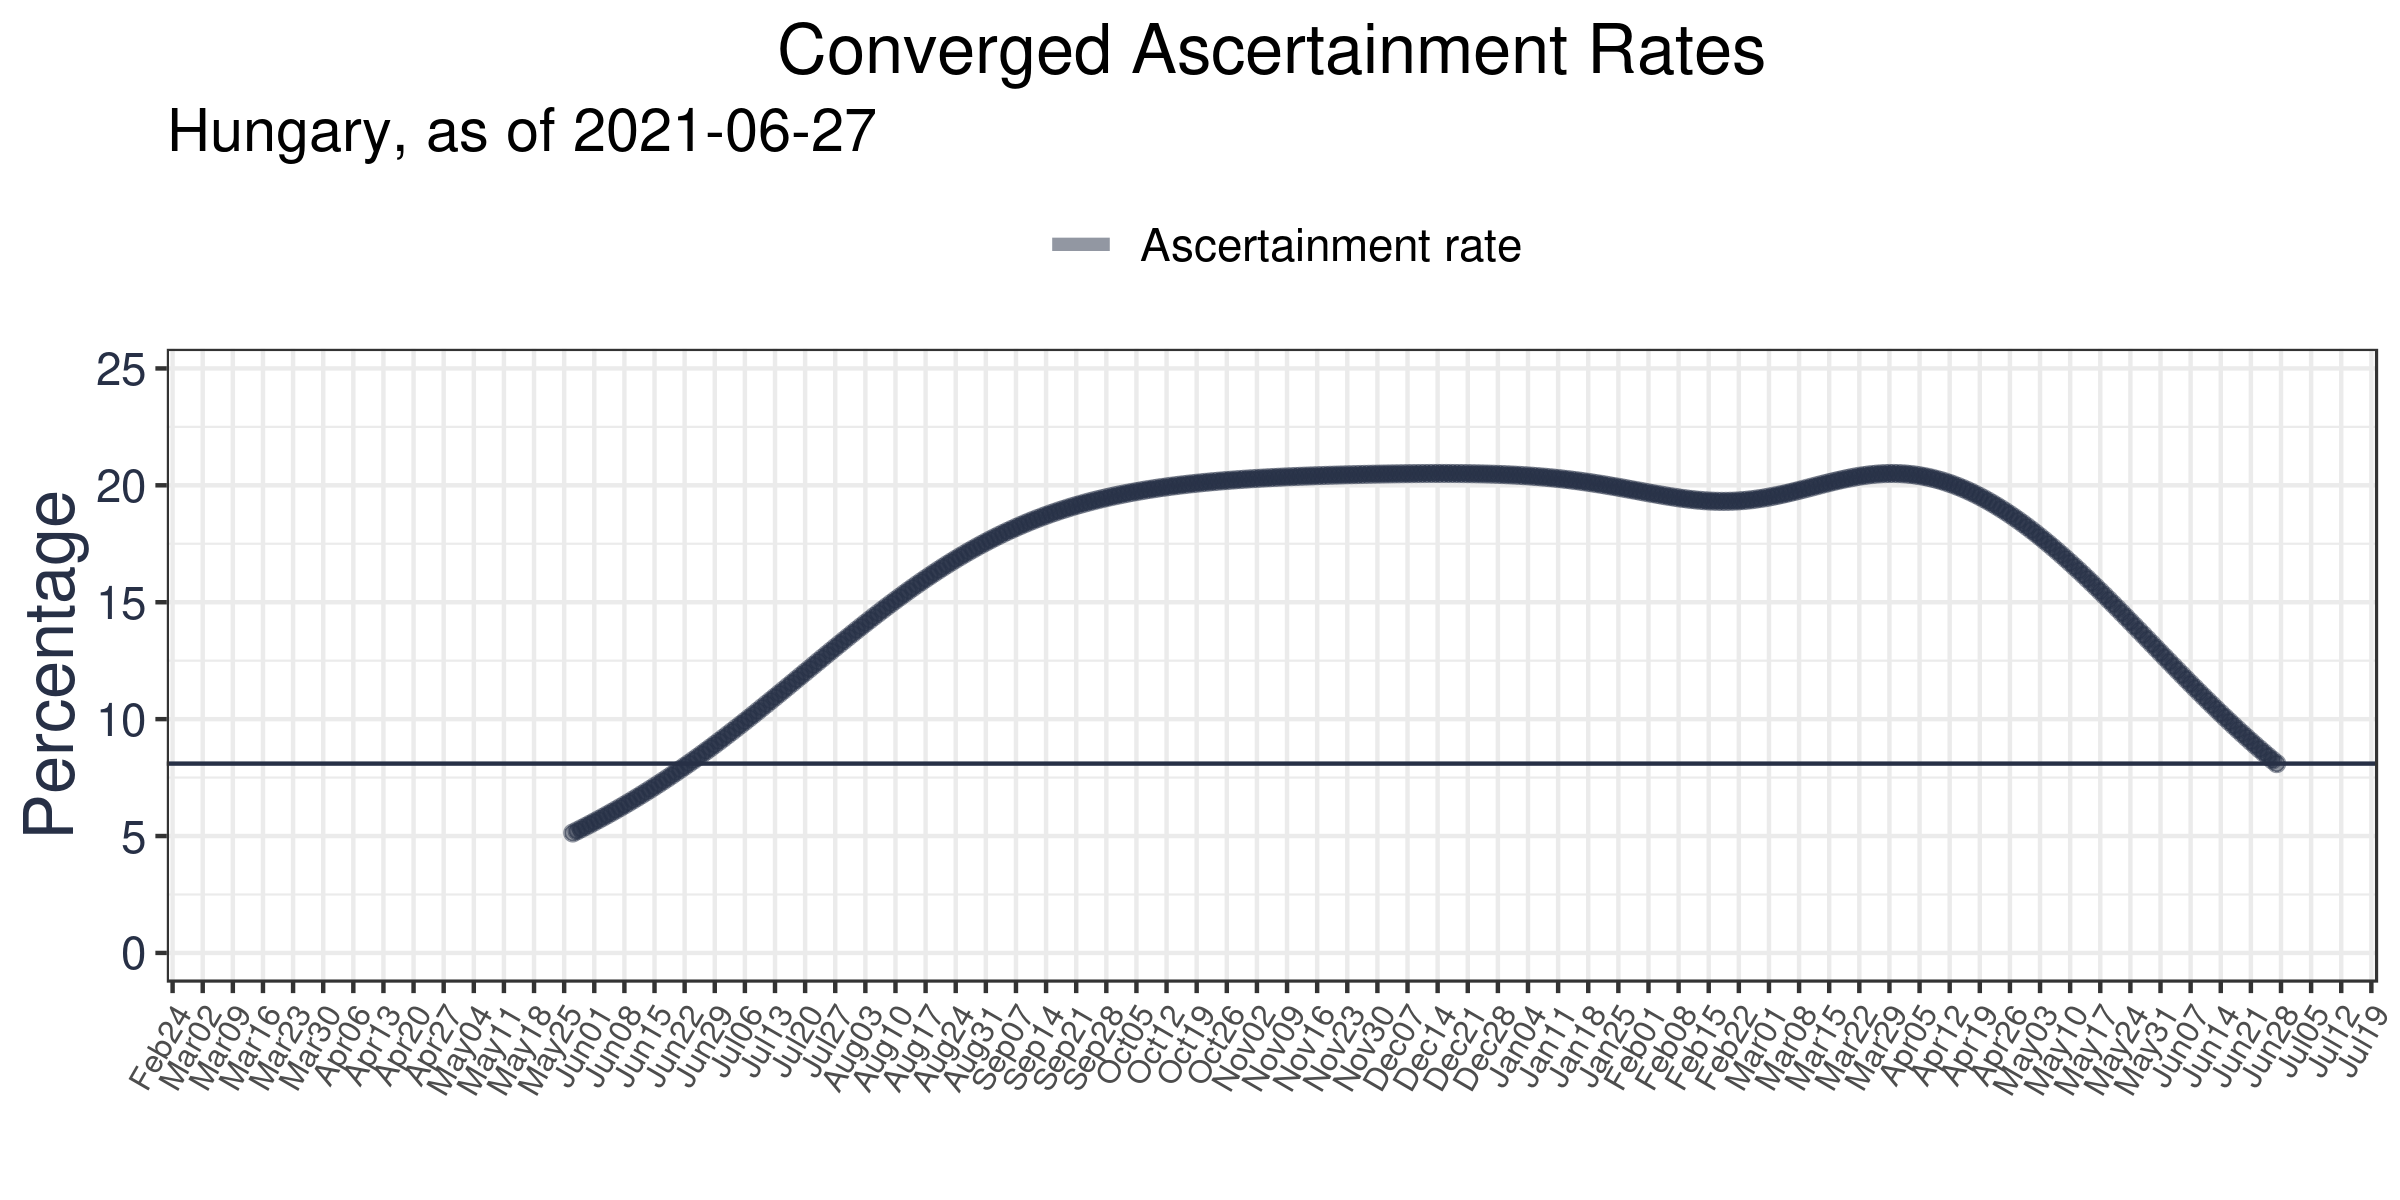 Converged Ascertainment Rates
Hungary, as of 2021-06-27
Ascertainment rate
Percentage
25
20
15
10
5
0
Feb24
Mar02
Mar09
Mar16
Mar23
Mar30
Apr06
Apr13
Apr20
Apr27
May04
May11
May18
May25
Jun01
Jun08
Jun15
Jun22
Jun29
Jul06
Jul13
Jul20
Jul27
Aug03
Aug10
Aug17
Aug24
Aug31
Sep07
Sep14
Sep21
Sep28
Oct05
Oct12
Oct19
Oct26
Nov02
Nov09
Nov16
Nov23
Nov30
Dec07
Dec14
Dec21
Dec28
Jan04
Jan11
Jan18
Jan25
Feb01
Feb08
Feb15
Feb22
Mar01
Mar08
Mar15
Mar22
Mar29
Apr05
Apr12
Apr19
Apr26
May03
May10
May17
May24
May31
Jun07
Jun14
Jun21
Jun28
Jul05
Jul12
Jul19